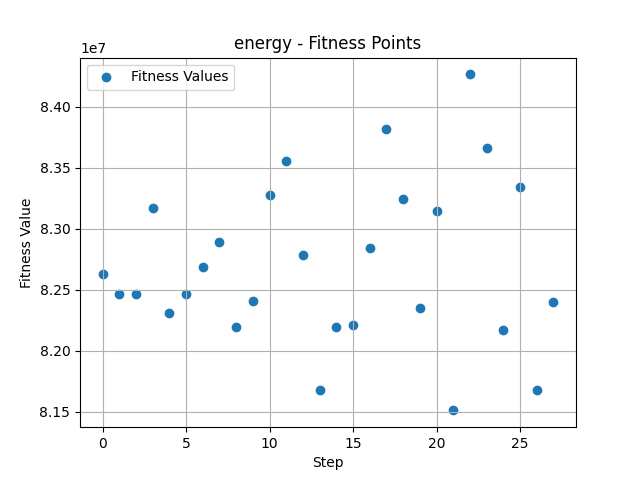 energy - Fitness Points
1e7
Fitness Values
8.40
8.35
8.30
8.25
8.20
8.15
Fitness Value
0 5 10 15 20 25
Step